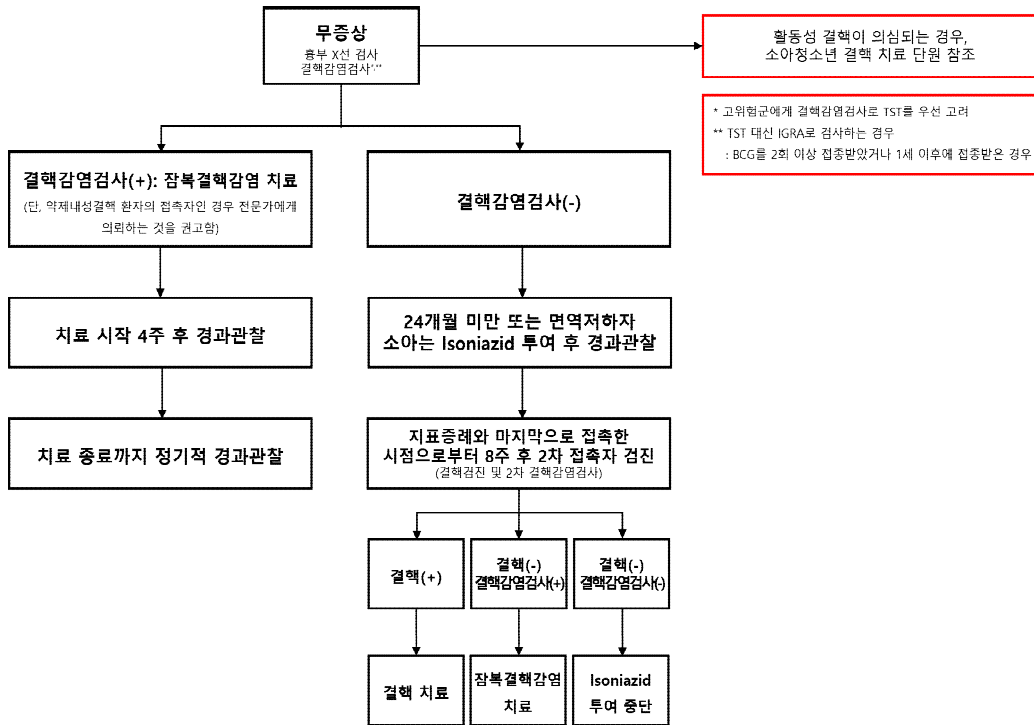 무증상
흉부 X선 검사
결핵감염검사*,**
활동성 결핵이 의심되는 경우,
소아청소년 결핵 치료 단원 참조
* 고위험군에게 결핵감염검사로 TST를 우선 고려
** TST 대신 IGRA로 검사하는 경우
: BCG를 2회 이상 접종받았거나 1세 이후에 접종받은 경우
결핵감염검사(+): 잠복결핵감염 치료
(단, 약제내성결핵 환자의 접촉자인 경우 전문가에게
의뢰하는 것을 권고함)
결핵감염검사(-)
치료 시작 4주 후 경과관찰
24개월 미만 또는 면역저하자
소아는 Isoniazid 투여 후 경과관찰
치료 종료까지 정기적 경과관찰
지표증례와 마지막으로 접촉한
시점으로부터 8주 후 2차 접촉자 검진
(결핵검진 및 2차 결핵감염검사)
결핵(+)
결핵(-)
결핵감염검사(+)
결핵(-)
결핵감염검사(-)
결핵 치료
잠복결핵감염
치료
Isoniazid
투여 중단